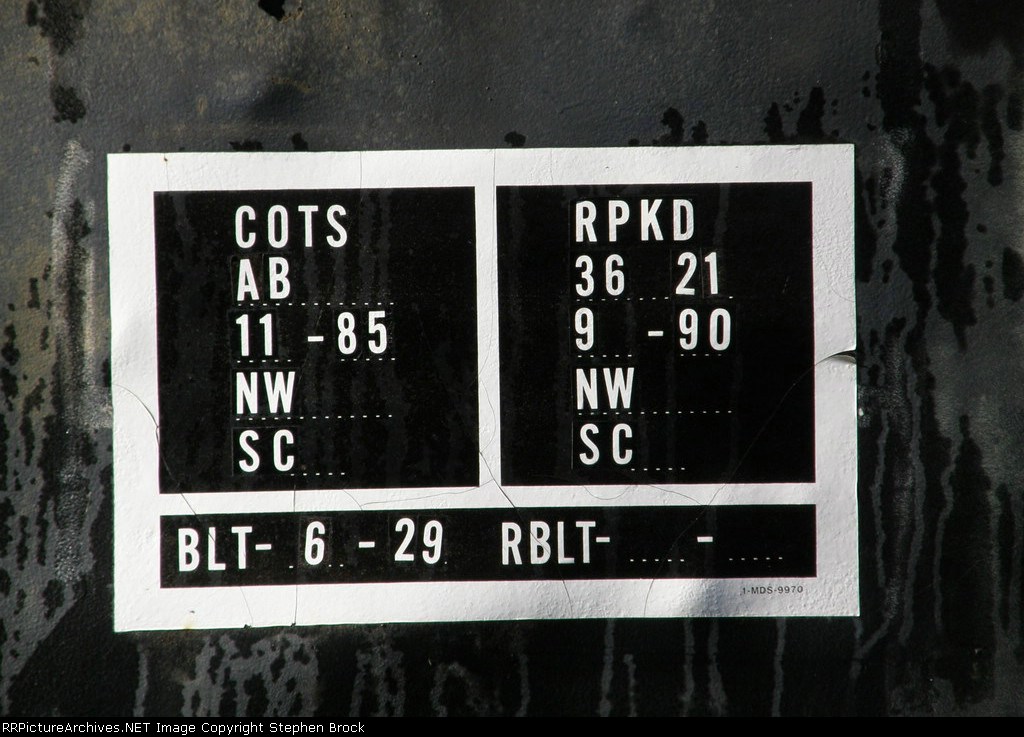 COTS
AB
11 -85
NW
SC
RPKD
36 21
9 -90
NW
SC
BLT- 6 -29 RBLT- -
1-MDS-9970
RRPictureArchives.NET Image Copyright Stephen Brock